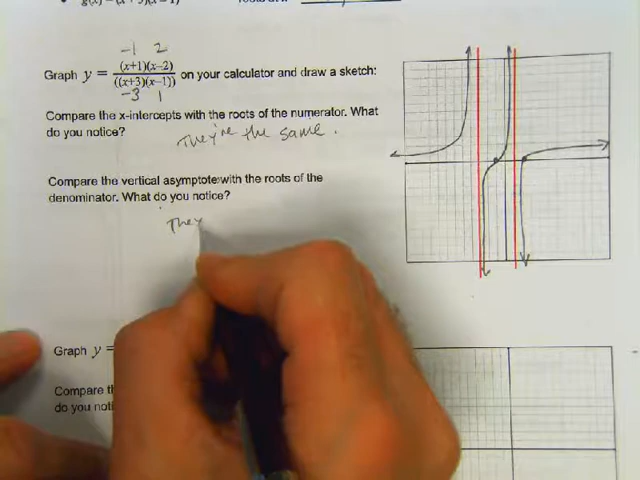 -1 2
Graph y = (x+1)(x-2) / ((x+3)(x-1)) on your calculator and draw a sketch:
-3 1
Compare the x-intercepts with the roots of the numerator. What
do you notice? They're the same.
Compare the vertical asymptote with the roots of the
denominator. What do you notice?
They
Graph y =
Compare
do you